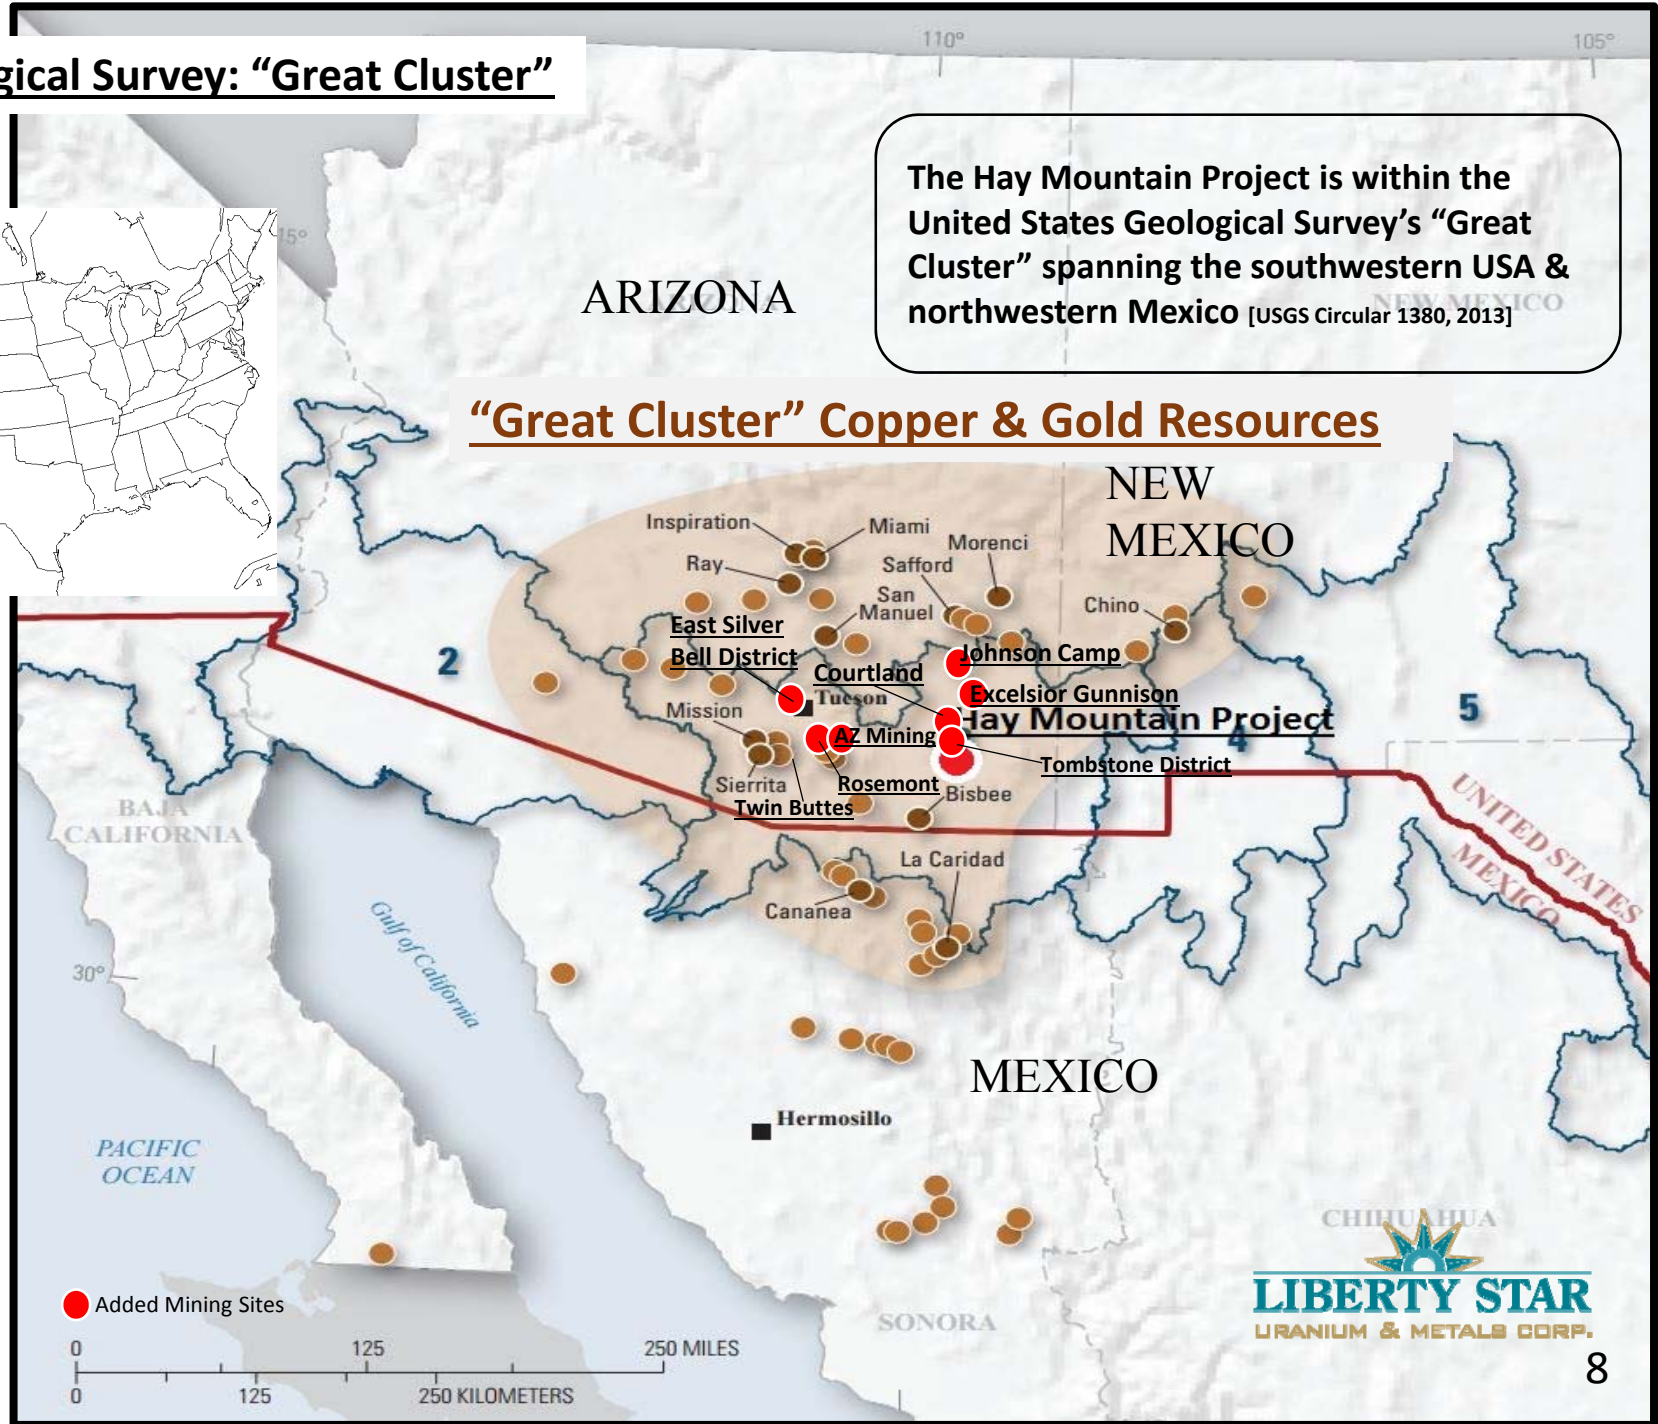 gical Survey: “Great Cluster”
110°
105°
15°
The Hay Mountain Project is within the
United States Geological Survey’s “Great
Cluster” spanning the southwestern USA &
northwestern Mexico [USGS Circular 1380, 2013]
NEW MEXICO
ARIZONA
“Great Cluster” Copper & Gold Resources
NEW
MEXICO
Inspiration
Miami
Morenci
Ray
Safford
San
Manuel
Chino
East Silver
Bell District
Johnson Camp
Courtland
Tucson
Excelsior Gunnison
Hay Mountain Project
Mission
AZ Mining
2
4
5
Tombstone District
Sierrita
Rosemont
Twin Buttes
Bisbee
BAJA
CALIFORNIA
UNITED STATES
MEXICO
La Caridad
Cananea
Gulf of California
30°
MEXICO
Hermosillo
PACIFIC
OCEAN
CHIHUAHUA
SONORA
Added Mining Sites
0 125 250 MILES
0 125 250 KILOMETERS
LIBERTY STAR
URANIUM & METALS CORP.
8